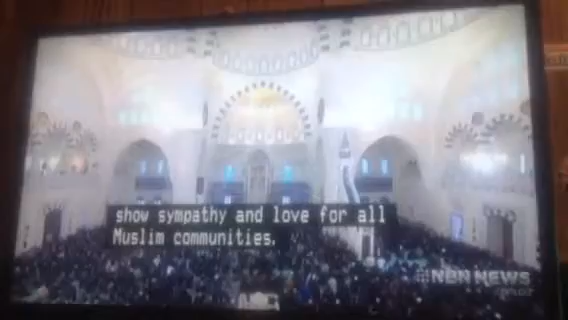 show sympathy and love for all
Muslim communities.
NBN NEWS